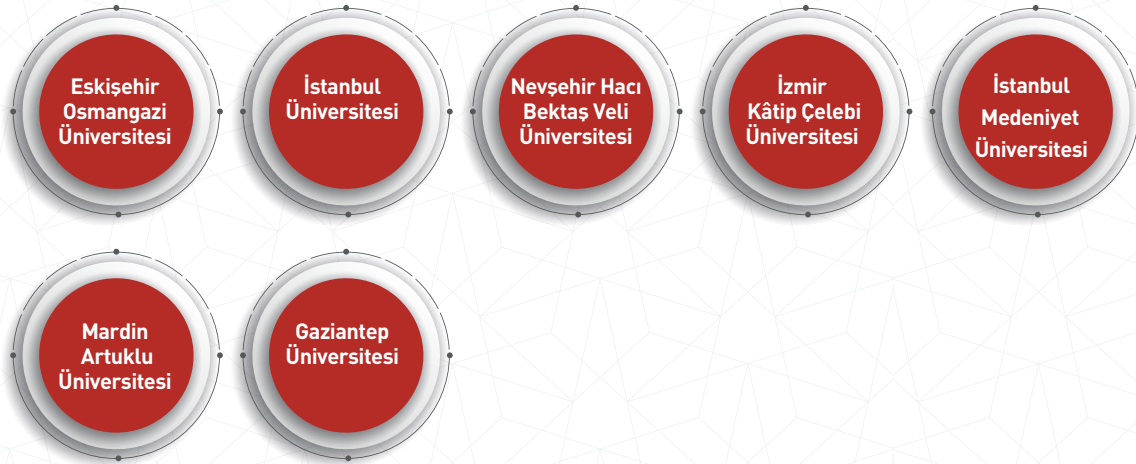 Eskişehir
Osmangazi
Üniversitesi
İstanbul
Üniversitesi
Nevşehir Hacı
Bektaş Veli
Üniversitesi
İzmir
Kâtip Çelebi
Üniversitesi
İstanbul
Medeniyet
Üniversitesi
Mardin
Artuklu
Üniversitesi
Gaziantep
Üniversitesi